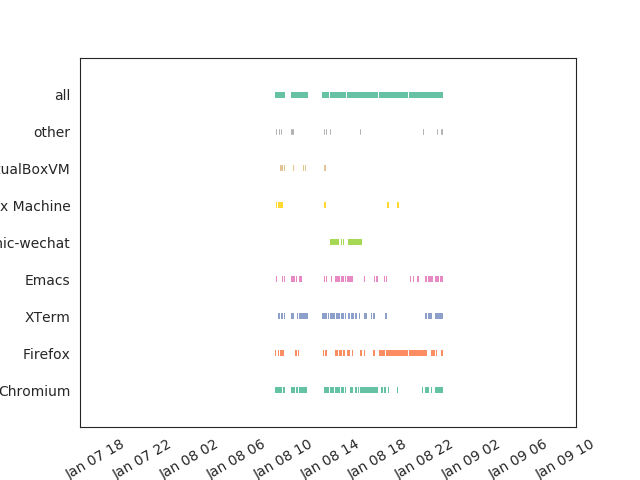 all
other
tualBoxVM
x Machine
nic-wechat
Emacs
XTerm
Firefox
Chromium
Jan 07 18
Jan 07 22
Jan 08 02
Jan 08 06
Jan 08 10
Jan 08 14
Jan 08 18
Jan 08 22
Jan 09 02
Jan 09 06
Jan 09 10